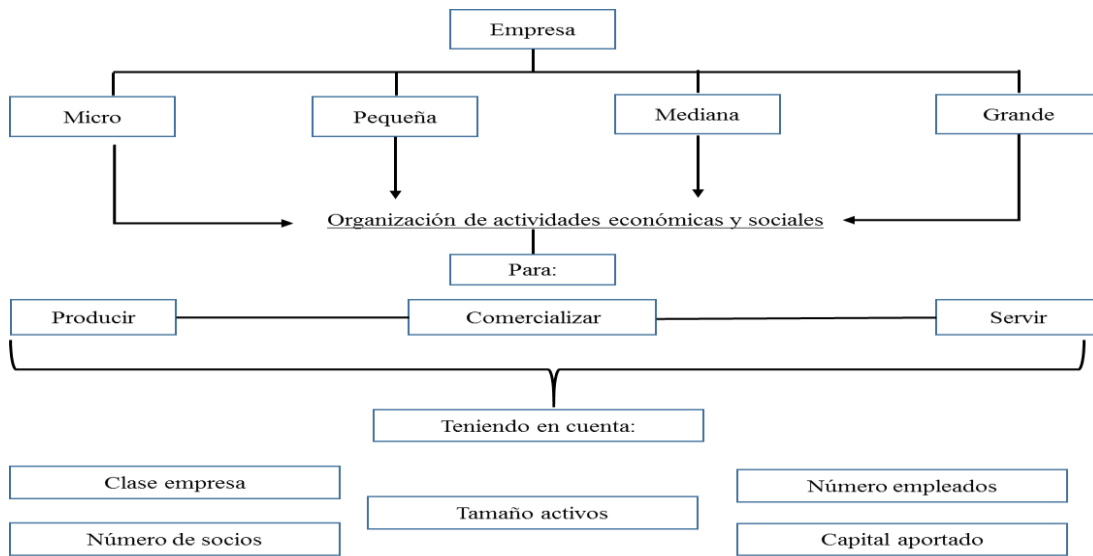 Empresa
Micro
Pequeña
Mediana
Grande
Organización de actividades económicas y sociales
Para:
Producir
Comercializar
Servir
Teniendo en cuenta:
Clase empresa
Número empleados
Tamaño activos
Número de socios
Capital aportado